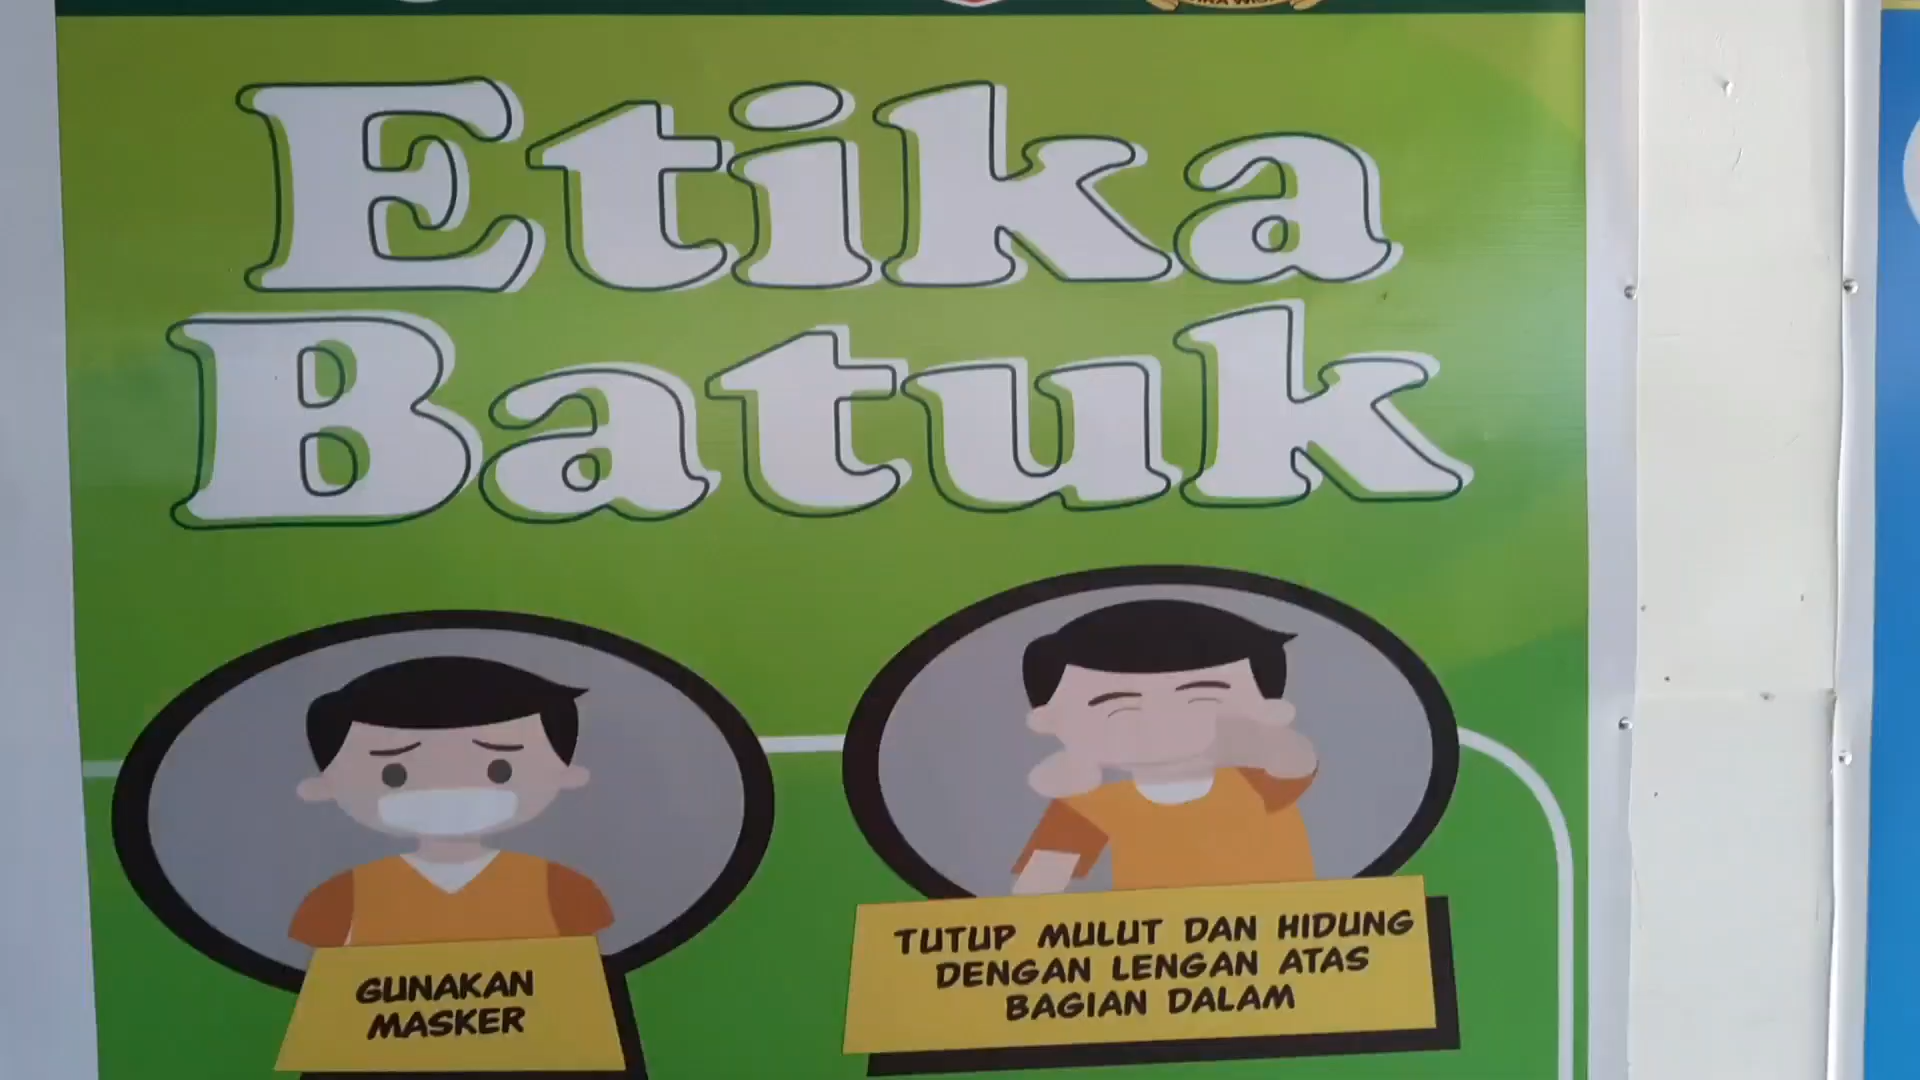 Etika
Batuk
GUNAKAN
MASKER
TUTUP MULUT DAN HIDUNG
DENGAN LENGAN ATAS
BAGIAN DALAM